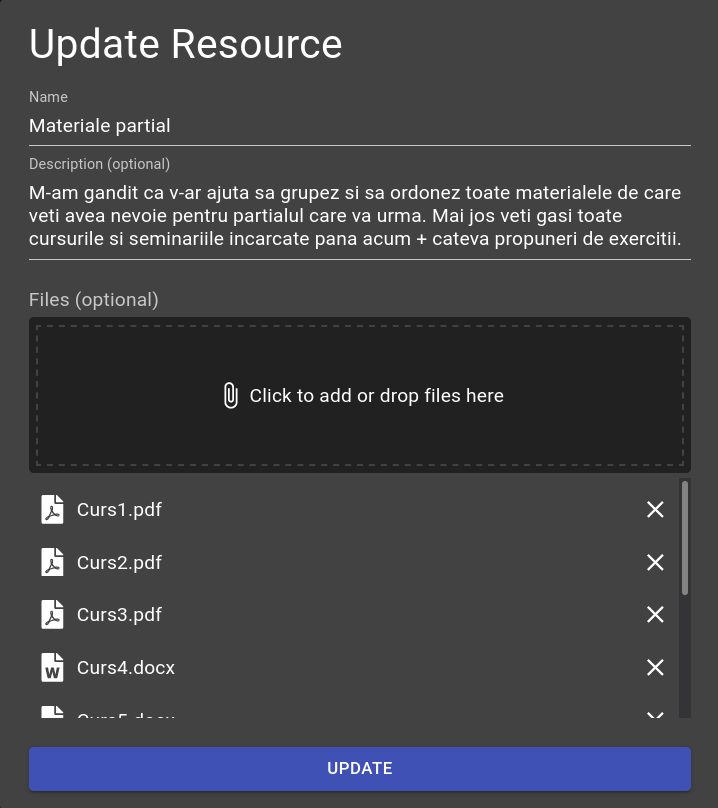 Update Resource
Name
Materiale partial
Description (optional)
M-am gandit ca v-ar ajuta sa grupez si sa ordonez toate materialele de care
veti avea nevoie pentru partialul care va urma. Mai jos veti gasi toate
cursurile si seminariile incarcate pana acum + cateva propuneri de exercitii.
Files (optional)
Click to add or drop files here
Curs1.pdf
Curs2.pdf
Curs3.pdf
W Curs4.docx
Curs5.docx
UPDATE